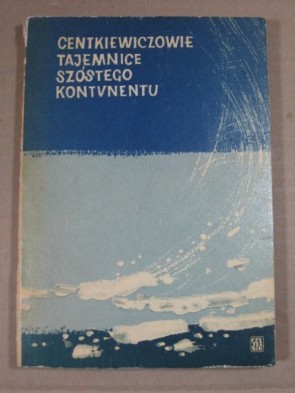 CENTKIEWICZOWIE
TAJEMNICE
SZÓSTEGO
KONTYNENTU